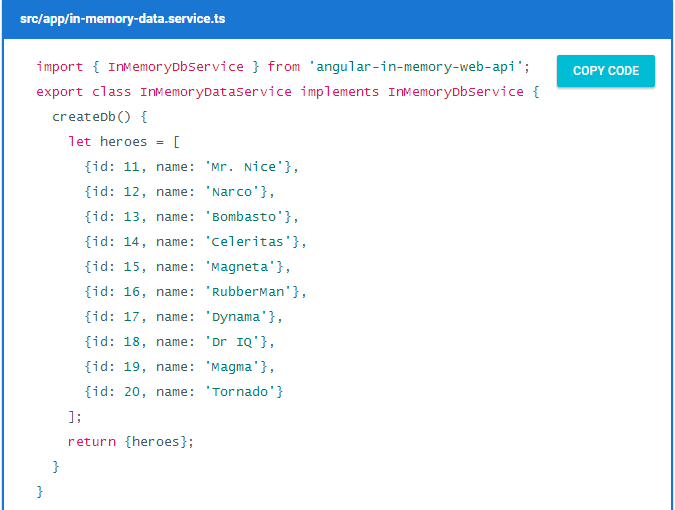 src/app/in-memory-data.service.ts
COPY CODE
import { InMemoryDbService } from 'angular-in-memory-web-api';
export class InMemoryDataService implements InMemoryDbService {
  createDb() {
    let heroes = [
      {id: 11, name: 'Mr. Nice'},
      {id: 12, name: 'Narco'},
      {id: 13, name: 'Bombasto'},
      {id: 14, name: 'Celeritas'},
      {id: 15, name: 'Magneta'},
      {id: 16, name: 'RubberMan'},
      {id: 17, name: 'Dynama'},
      {id: 18, name: 'Dr IQ'},
      {id: 19, name: 'Magma'},
      {id: 20, name: 'Tornado'}
    ];
    return {heroes};
  }
}